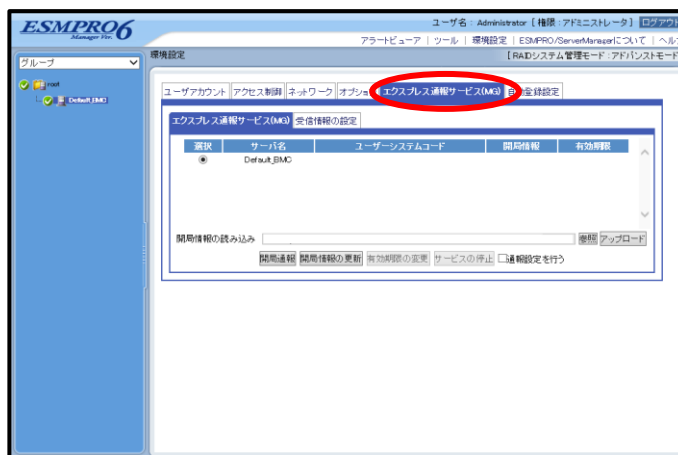 ESMPRO6
Manager Ver.
ユーザ名 : Administrator [ 権限 : アドミニストレータ ] ログアウト
アラートビューア | ツール | 環境設定 | ESMPRO/ServerManagerについて | ヘル
グループ
環境設定
[ RAIDシステム管理モード : アドバンストモード
root
Default_BMC
ユーザアカウント アクセス制御 ネットワーク オプション エクスプレス通報サービス(MG) 自動登録設定
エクスプレス通報サービス(MG) 受信情報の設定
選択 サーバ名 ユーザーシステムコード 開局情報 有効期限
Default_BMC
開局情報の読み込み 参照 アップロード
開局通報 開局情報の更新 有効期限の変更 サービスの停止 通報設定を行う